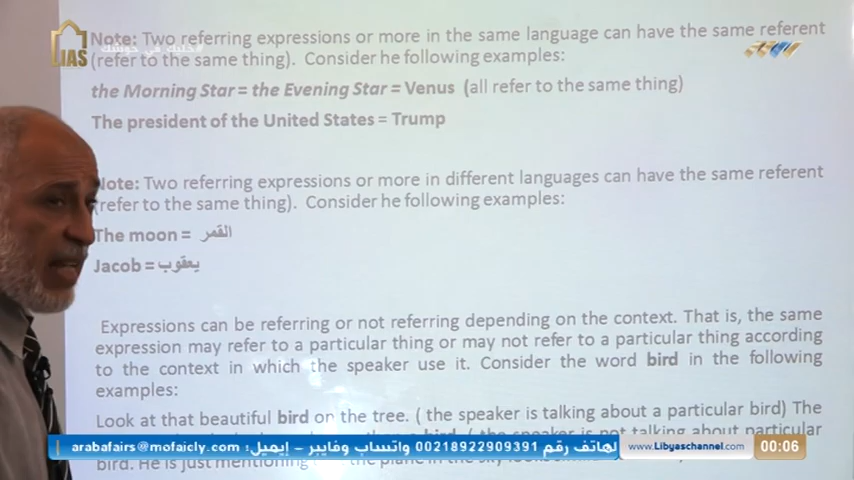 IAS
#خليك في حوشك
Note: Two referring expressions or more in the same language can have the same referent
(refer to the same thing). Consider he following examples:
the Morning Star = the Evening Star = Venus (all refer to the same thing)
The president of the United States = Trump
Note: Two referring expressions or more in different languages can have the same referent
(refer to the same thing). Consider he following examples:
The moon = القمر
Jacob = يعقوب
Expressions can be referring or not referring depending on the context. That is, the same
expression may refer to a particular thing or may not refer to a particular thing according
to the context in which the speaker use it. Consider the word bird in the following
examples:
Look at that beautiful bird on the tree. ( the speaker is talking about a particular bird) The
bird. ( the speaker is not talking about particular
bird. He is just mentioning the plane in the sky looks
الهاتف رقم 00218922909391 واتساب وفايبر – إيميل: arabafairs@mofaicly.com
www.Libyaschannel.com
00:06